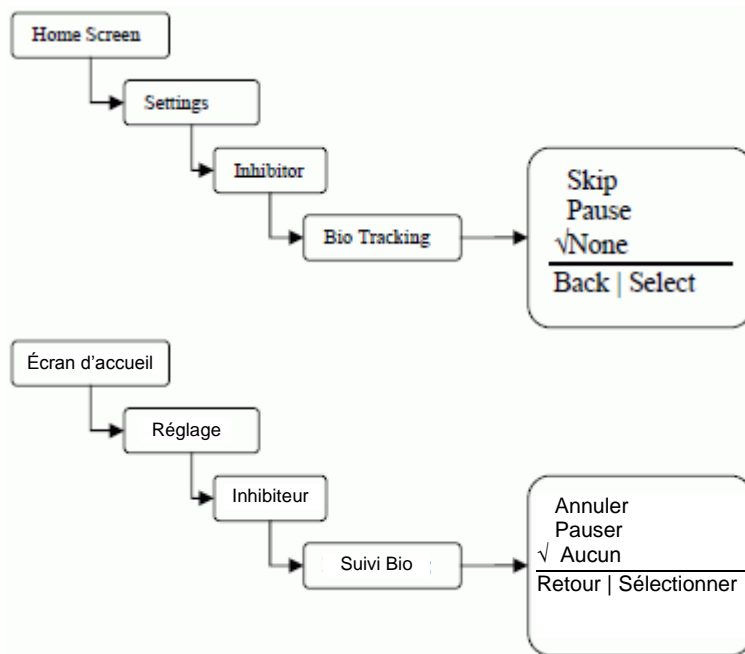 Home Screen
Settings
Inhibitor
Bio Tracking
Skip
Pause
√None
Back | Select
Écran d'accueil
Réglage
Inhibiteur
Suivi Bio
Annuler
Pauser
√ Aucun
Retour | Sélectionner